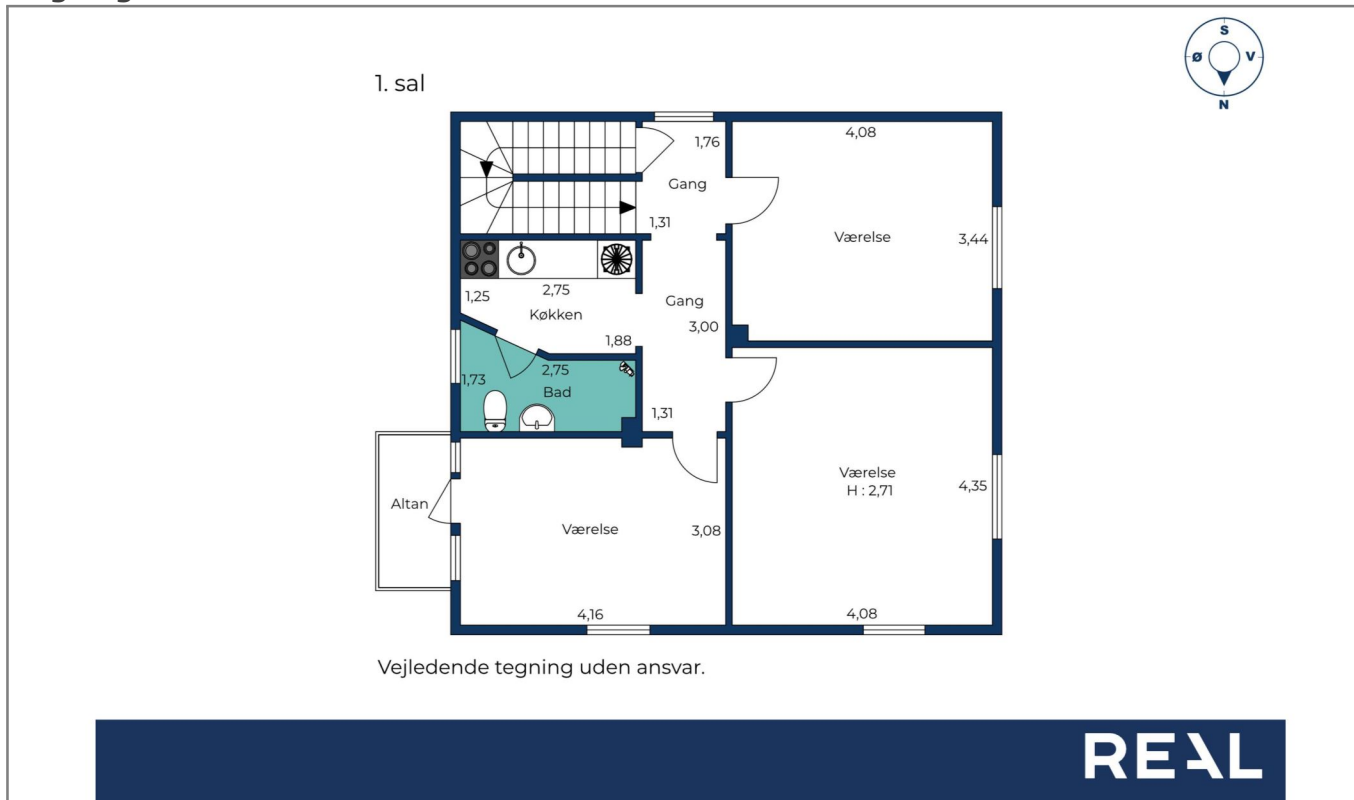 S
Ø V
N
1. sal
1,76
4,08
Gang
1,31
Værelse
3,44
1,25
2,75
Køkken
Gang
3,00
1,88
1,73
2,75
Bad
1,31
Værelse
H : 2,71
4,35
Altan
Værelse
3,08
4,16
4,08
Vejledende tegning uden ansvar.
REAL